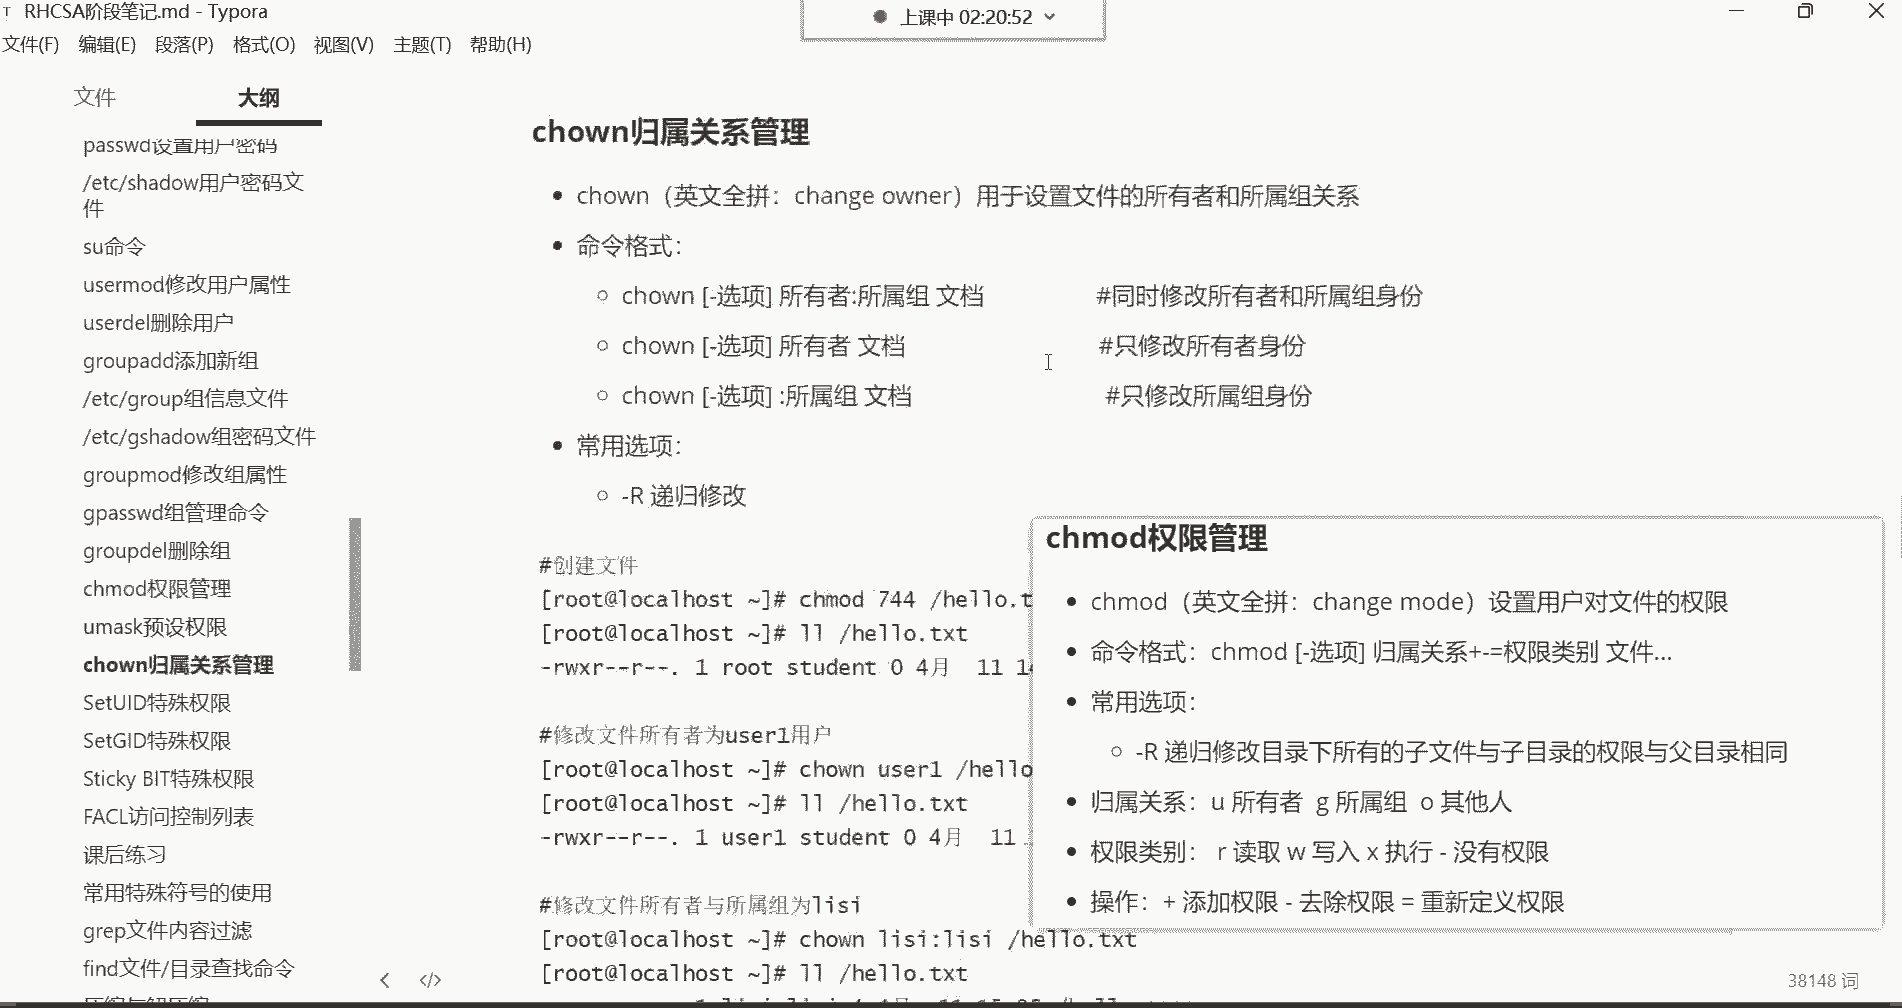 RHCSA阶段笔记.md - Typora
上课中 02:20:52
文件(F) 编辑(E) 段落(P) 格式(O) 视图(V) 主题(T) 帮助(H)
文件 大纲
passwd设置用户密码
/etc/shadow用户密码文
件
su命令
usermod修改用户属性
userdel删除用户
groupadd添加新组
/etc/group组信息文件
/etc/gshadow组密码文件
groupmod修改组属性
gpasswd组管理命令
groupdel删除组
chmod权限管理
umask预设权限
chown归属关系管理
SetUID特殊权限
SetGID特殊权限
Sticky BIT特殊权限
FACL访问控制列表
课后练习
常用特殊符号的使用
grep文件内容过滤
find文件/目录查找命令
压缩与解压缩
chown归属关系管理
chown（英文全拼：change owner）用于设置文件的所有者和所属组关系
命令格式：
chown [-选项] 所有者:所属组 文档 #同时修改所有者和所属组身份
chown [-选项] 所有者 文档 #只修改所有者身份
chown [-选项] :所属组 文档 #只修改所属组身份
常用选项：
-R 递归修改
#创建文件
[root@localhost ~]# chmod 744 /hello.t
[root@localhost ~]# ll /hello.txt
-rwxr--r--. 1 root student 0 4月 11 1
#修改文件所有者为user1用户
[root@localhost ~]# chown user1 /hello
[root@localhost ~]# ll /hello.txt
-rwxr--r--. 1 user1 student 0 4月 11
#修改文件所有者与所属组为lisi
[root@localhost ~]# chown lisi:lisi /hello.txt
[root@localhost ~]# ll /hello.txt
chmod权限管理
chmod（英文全拼：change mode）设置用户对文件的权限
命令格式：chmod [-选项] 归属关系+-=权限类别 文件...
常用选项：
-R 递归修改目录下所有的子文件与子目录的权限与父目录相同
归属关系：u 所有者 g 所属组 o 其他人
权限类别： r 读取 w 写入 x 执行 - 没有权限
操作：+ 添加权限 - 去除权限 = 重新定义权限
38148 词